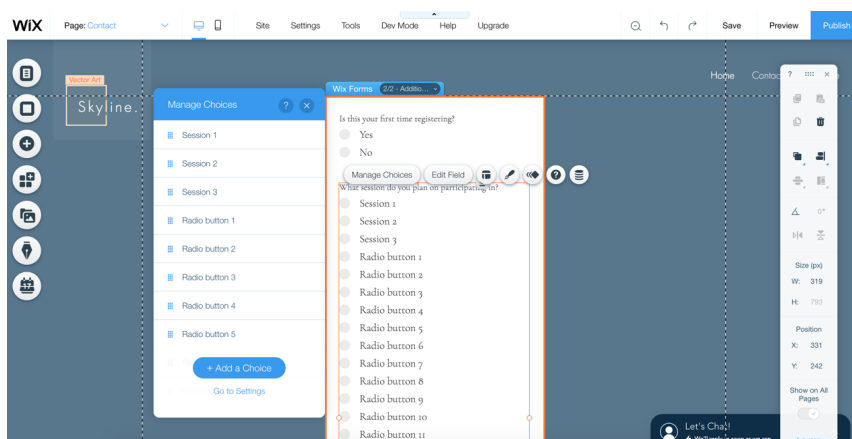 WiX
Page: Contact
Site
Settings
Tools
Dev Mode
Help
Upgrade
Save
Preview
Publish
Vector Art
Skyline.
Home
Contac
Manage Choices
?
Session 1
Session 2
Session 3
Radio button 1
Radio button 2
Radio button 3
Radio button 4
Radio button 5
+ Add a Choice
Go to Settings
Wix Forms
2/2 - Additio...
Is this your first time registering?
Yes
No
Manage Choices
Edit Field
What session do you plan on participating in?
Session 1
Session 2
Session 3
Radio button 1
Radio button 2
Radio button 3
Radio button 4
Radio button 5
Radio button 6
Radio button 7
Radio button 8
Radio button 9
Radio button 10
Radio button 11
?
0°
Size (px)
W: 319
H: 793
Position
X: 331
Y: 242
Show on All
Pages
Let's Chat!